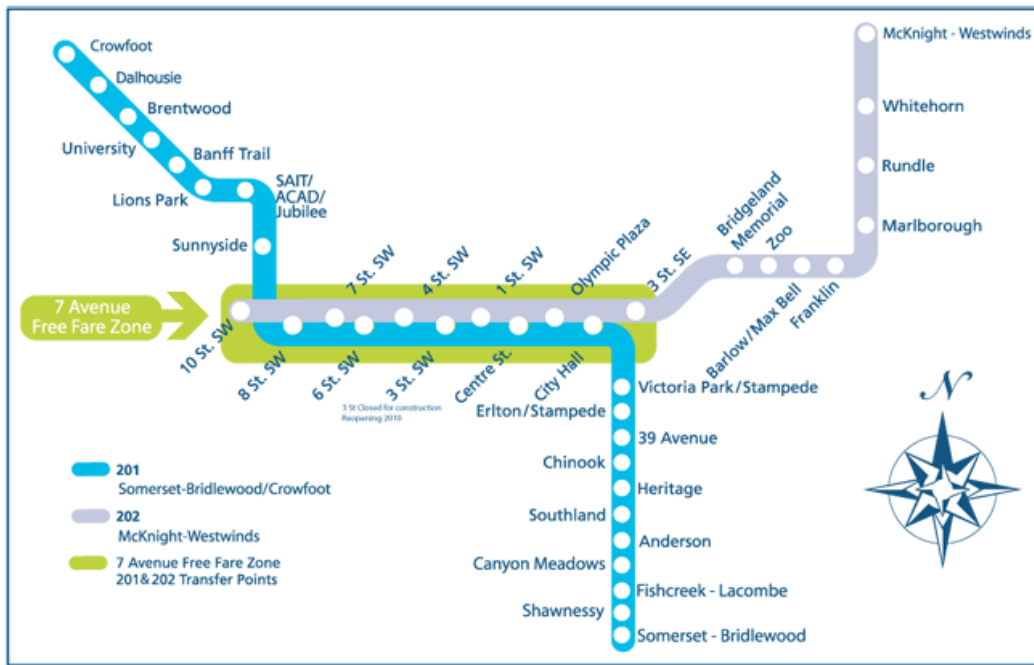 Crowfoot
Dalhousie
Brentwood
University
Banff Trail
Lions Park
SAIT/
ACAD/
Jubilee
Sunnyside
McKnight - Westwinds
Whitehorn
Rundle
Marlborough
Bridgeland
Memorial
Zoo
Barlow/Max Bell
Franklin
7 Avenue
Free Fare Zone
10 St. SW
7 St. SW
4 St. SW
1 St. SW
Olympic Plaza
3 St. SE
8 St. SW
6 St. SW
3 St. SW
Centre St.
City Hall
3 St Closed for construction
Reopening 2010
Victoria Park/Stampede
Erlton/Stampede
39 Avenue
Chinook
Heritage
Southland
Anderson
Canyon Meadows
Fishcreek - Lacombe
Shawnessy
Somerset - Bridlewood
N
201
Somerset-Bridlewood/Crowfoot
202
McKnight-Westwinds
7 Avenue Free Fare Zone
201&202 Transfer Points